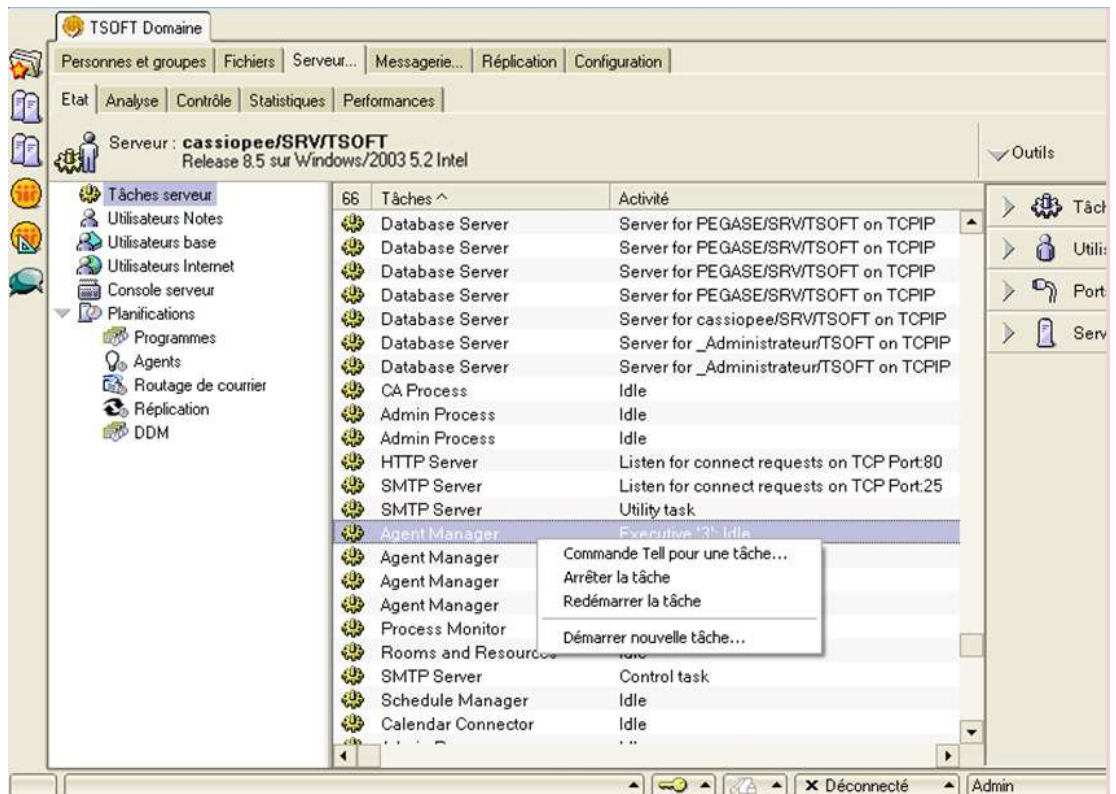 TSOFT Domaine
Personnes et groupes Fichiers Serveur... Messagerie... Réplication Configuration
Etat Analyse Contrôle Statistiques Performances
Serveur : cassiopee/SRV/TSOFT
Release 8.5 sur Windows/2003 5.2 Intel
Outils
Tâches serveur
Utilisateurs Notes
Utilisateurs base
Utilisateurs Internet
Console serveur
Planifications
Programmes
Agents
Routage de courrier
Réplication
DDM
66 Tâches ^ Activité
Database Server Server for PEGASE/SRV/TSOFT on TCPIP
Database Server Server for PEGASE/SRV/TSOFT on TCPIP
Database Server Server for PEGASE/SRV/TSOFT on TCPIP
Database Server Server for PEGASE/SRV/TSOFT on TCPIP
Database Server Server for cassiopee/SRV/TSOFT on TCPIP
Database Server Server for _Administrateur/TSOFT on TCPIP
Database Server Server for _Administrateur/TSOFT on TCPIP
CA Process Idle
Admin Process Idle
Admin Process Idle
HTTP Server Listen for connect requests on TCP Port:80
SMTP Server Listen for connect requests on TCP Port:25
SMTP Server Utility task
Agent Manager Executive '3': Idle
Agent Manager
Agent Manager
Agent Manager
Process Monitor
Rooms and Resources Idle
SMTP Server Control task
Schedule Manager Idle
Calendar Connector Idle
Commande Tell pour une tâche...
Arrêter la tâche
Redémarrer la tâche
Démarrer nouvelle tâche...
Tâch
Utilis
Port
Serv
Déconnecté Admin